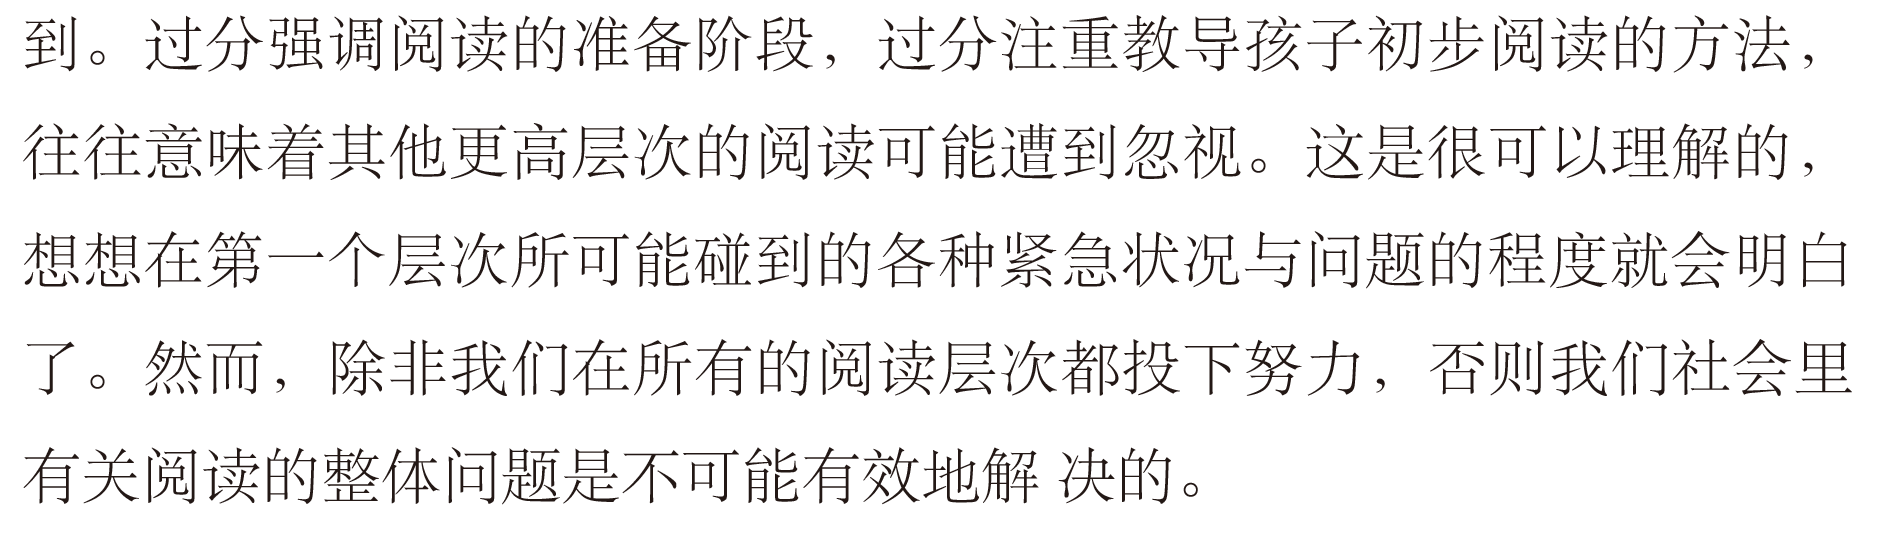 到。过分强调阅读的准备阶段，过分注重教导孩子初步阅读的方法，
往往意味着其他更高层次的阅读可能遭到忽视。这是很可以理解的，
想想在第一个层次所可能碰到的各种紧急状况与问题的程度就会明白
了。然而，除非我们在所有的阅读层次都投下努力，否则我们社会里
有关阅读的整体问题是不可能有效地解 决的。